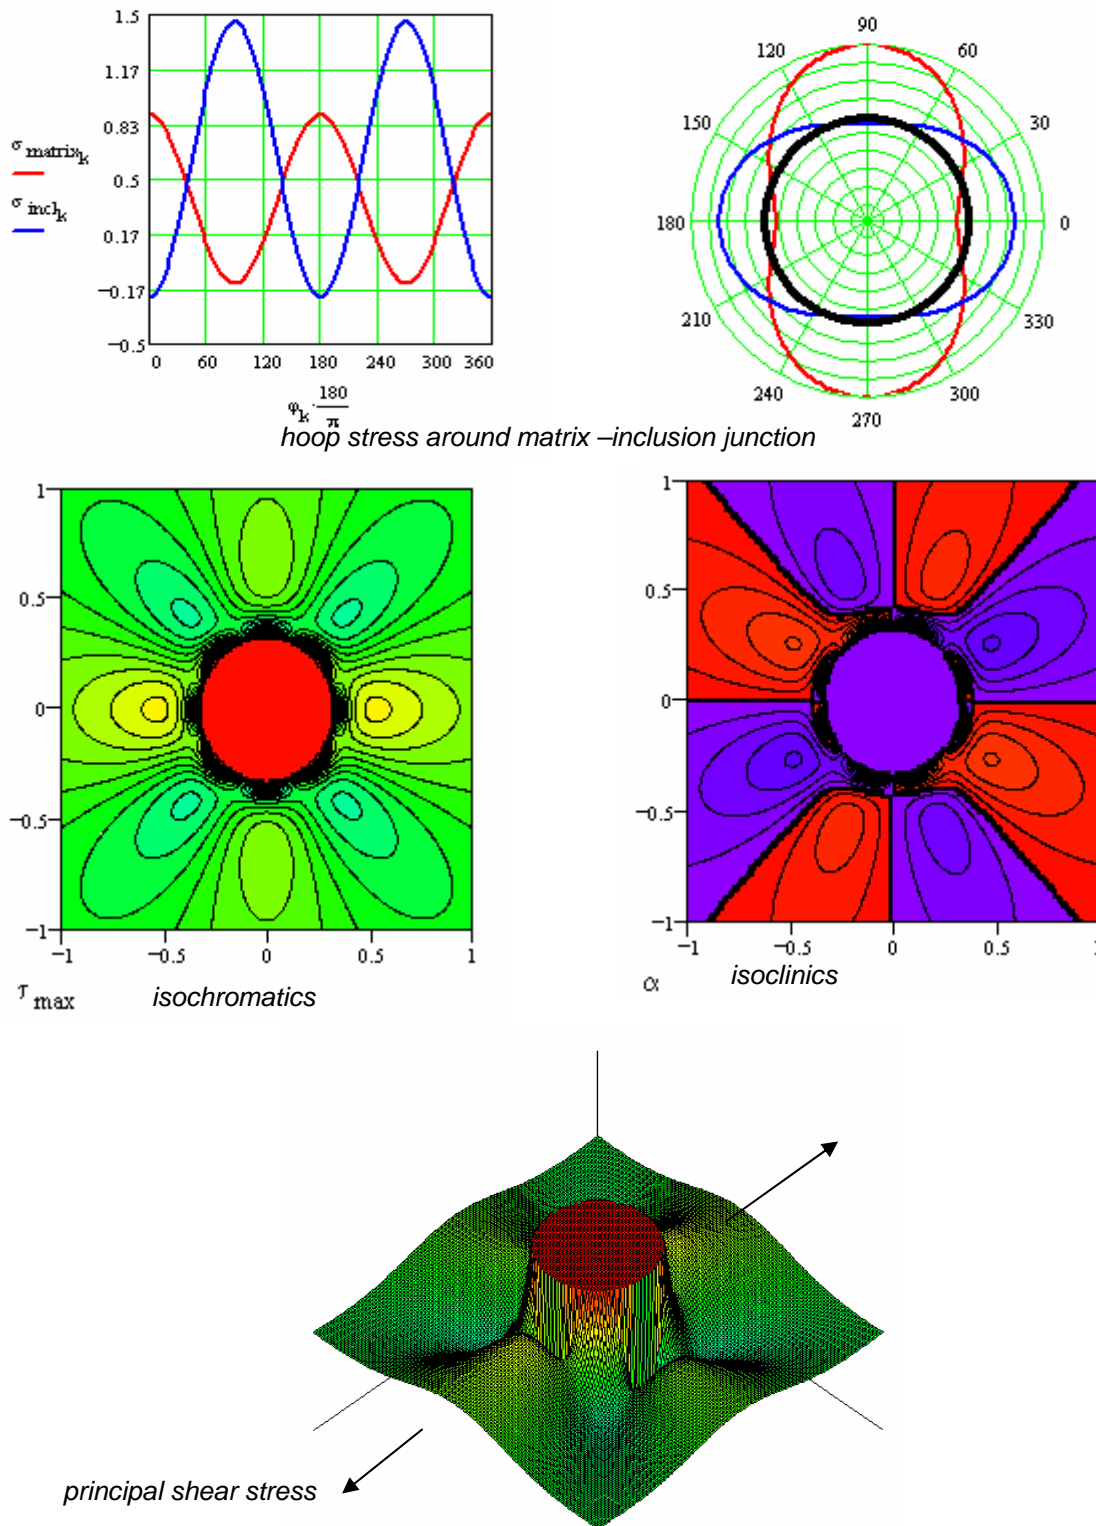 1.5
1.17
0.83
0.5
0.17
−0.17
−0.5
σ matrix k
σ incl k
0 60 120 180 240 300 360
φ k · 180 / π
90
120 60
150 30
180 0
210 330
240 300
270
hoop stress around matrix –inclusion junction
1
0.5
0
−0.5
−1
−1 −0.5 0 0.5 1
τ max
isochromatics
1
0.5
0
−0.5
−1
−1 −0.5 0 0.5 1
α
isoclinics
principal shear stress